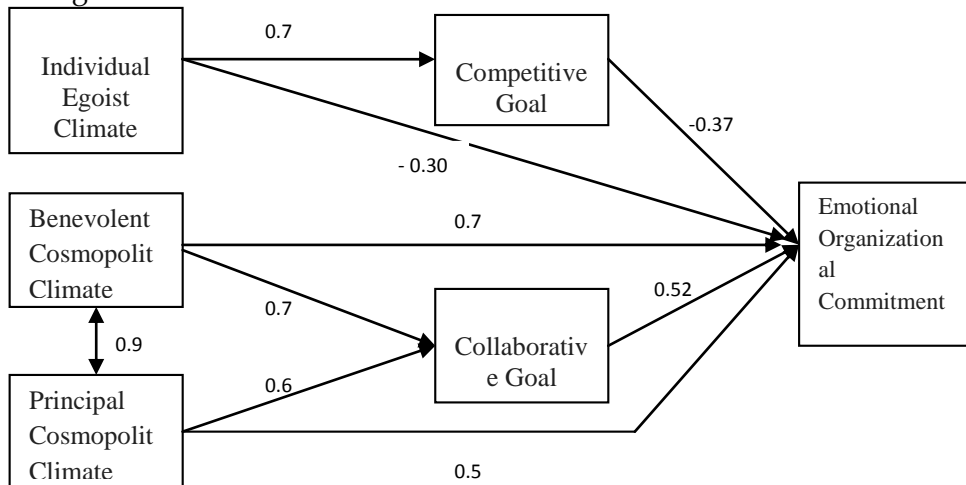 0.7
Individual
Egoist
Climate
Competitive
Goal
-0.37
- 0.30
Benevolent
Cosmopolit
Climate
0.7
Emotional
Organization
al
Commitment
0.7
0.52
0.9
Collaborativ
e Goal
0.6
Principal
Cosmopolit
Climate
0.5